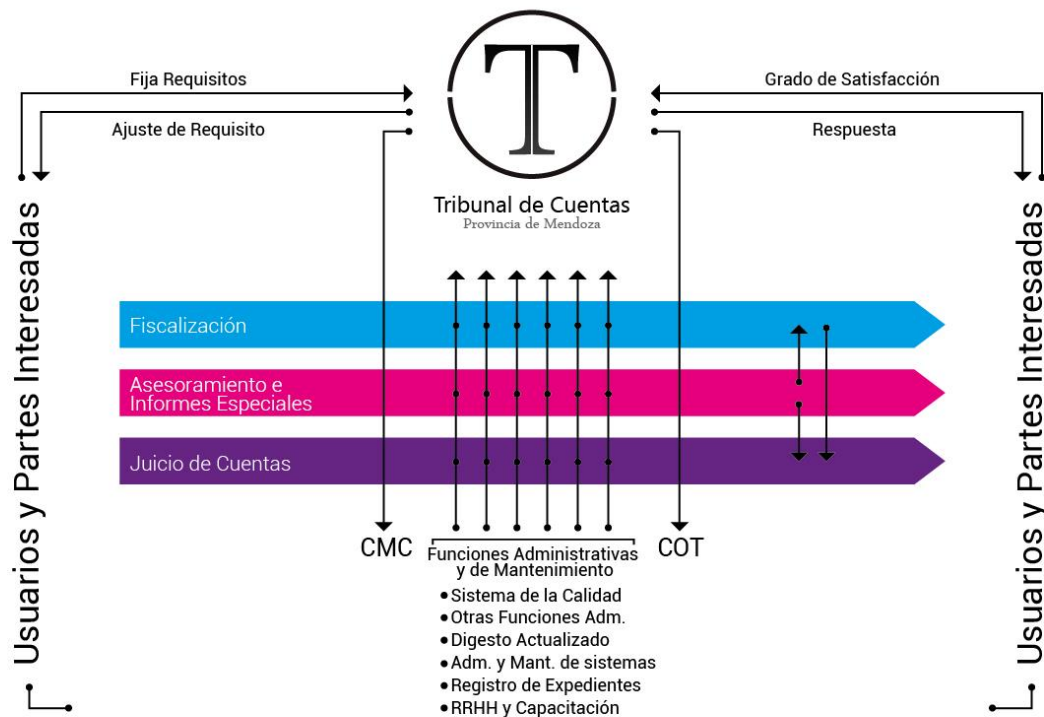 Fija Requisitos
Ajuste de Requisito
Grado de Satisfacción
Respuesta
T
Tribunal de Cuentas
Provincia de Mendoza
Usuarios y Partes Interesadas
Fiscalización
Asesoramiento e
Informes Especiales
Juicio de Cuentas
Usuarios y Partes Interesadas
CMC
Funciones Administrativas
y de Mantenimiento
COT
•Sistema de la Calidad
•Otras Funciones Adm.
•Digesto Actualizado
•Adm. y Mant. de sistemas
•Registro de Expedientes
•RRHH y Capacitación